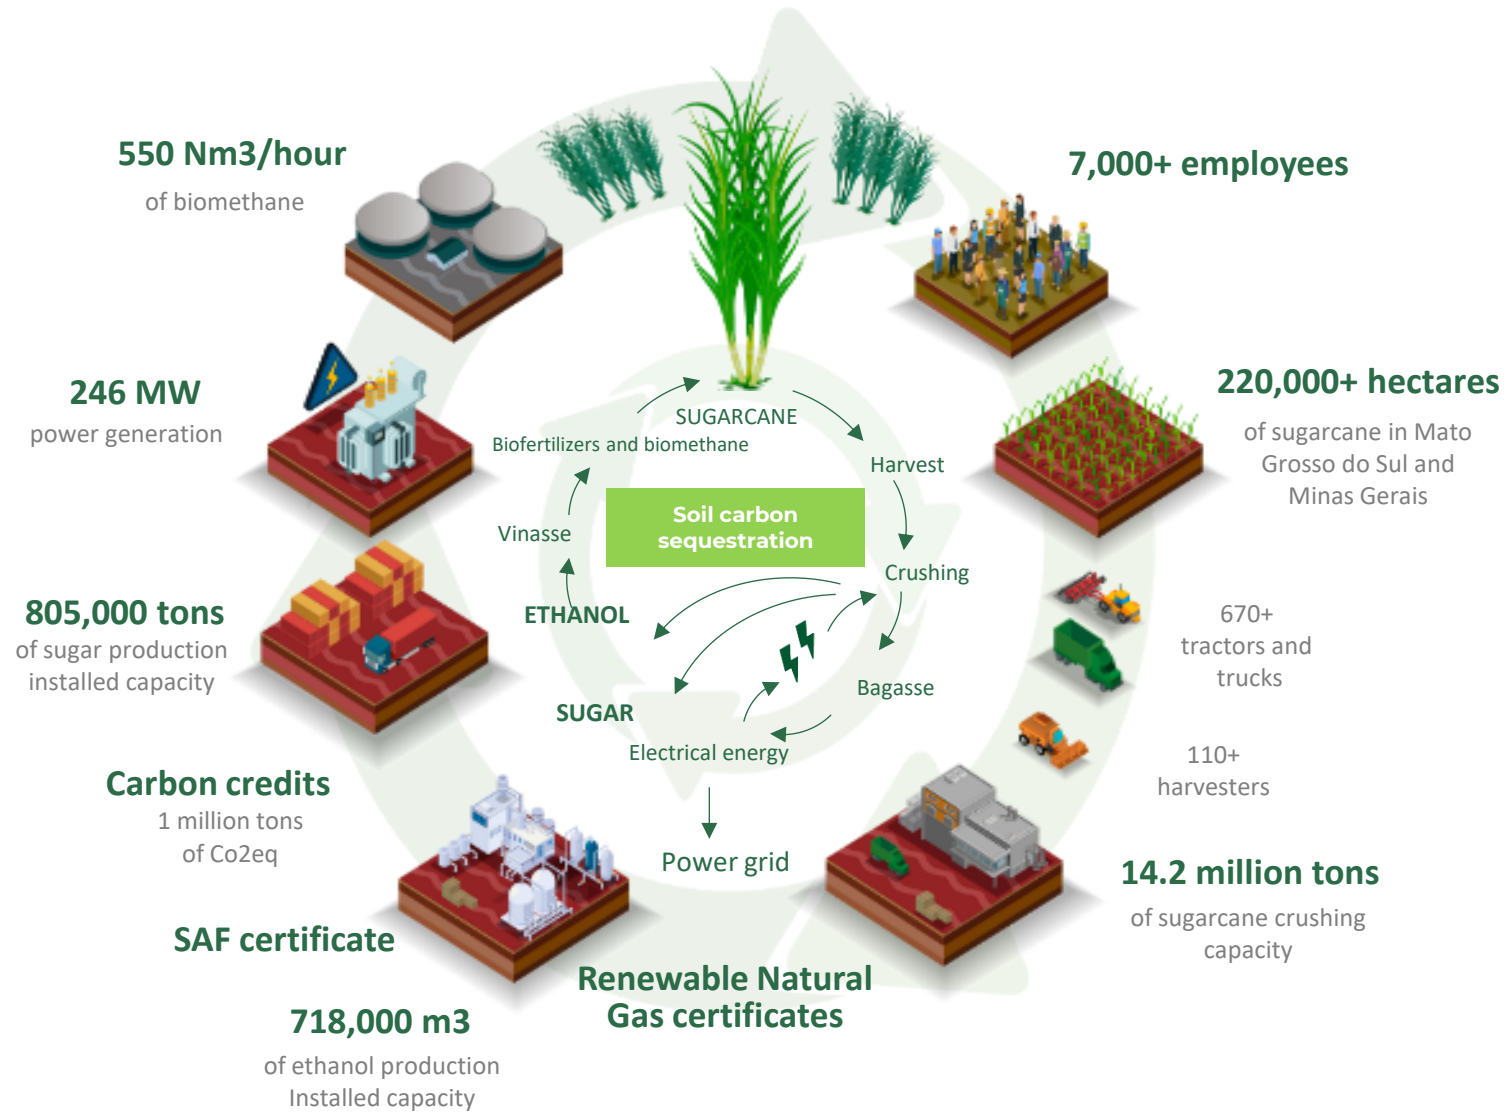 550 Nm3/hour
of biomethane
7,000+ employees
246 MW
power generation
220,000+ hectares
of sugarcane in Mato
Grosso do Sul and
Minas Gerais
SUGARCANE
Biofertilizers and biomethane
Harvest
Vinasse
Soil carbon
sequestration
Crushing
ETHANOL
Bagasse
SUGAR
Electrical energy
Power grid
805,000 tons
of sugar production
installed capacity
670+
tractors and
trucks
110+
harvesters
Carbon credits
1 million tons
of Co2eq
14.2 million tons
of sugarcane crushing
capacity
SAF certificate
Renewable Natural
Gas certificates
718,000 m3
of ethanol production
Installed capacity